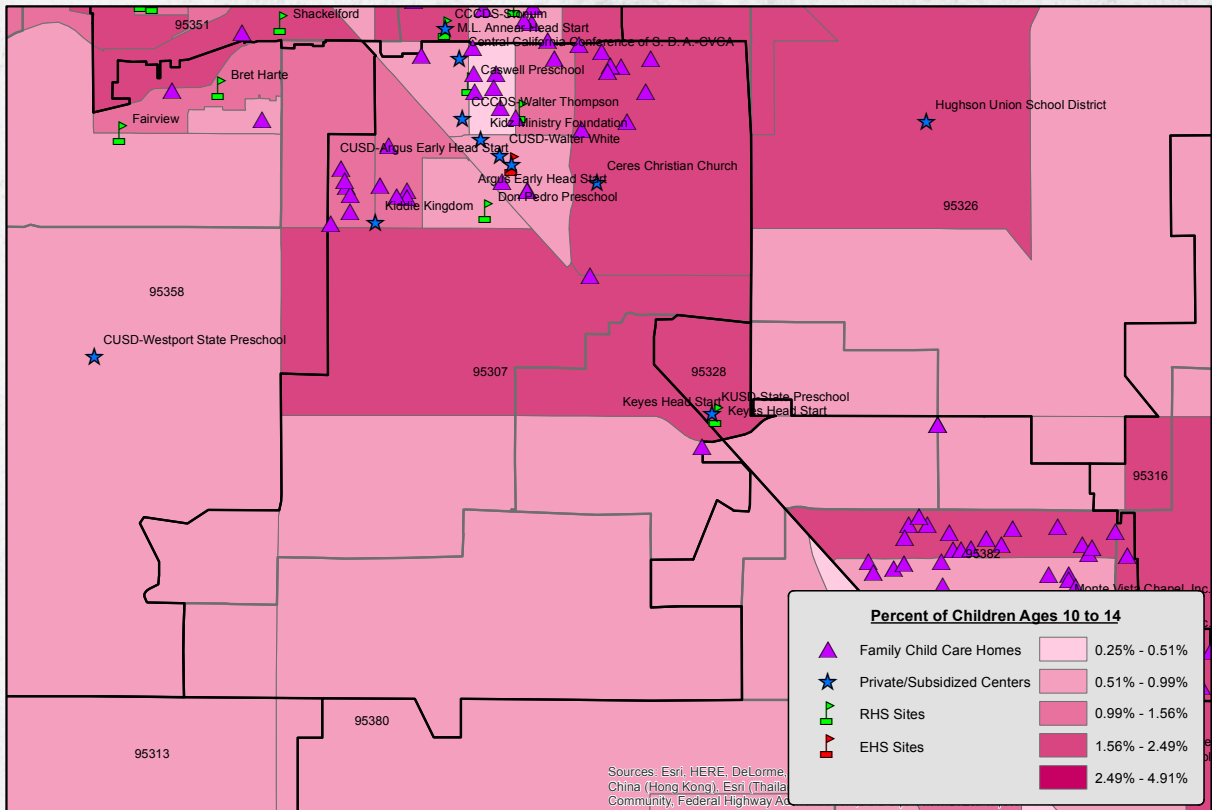 95351
Shackelford
CCCDS-Sionum
M.L. Annear Head Start
Central California Conference of S. D. A.-CVCA
Bret Harte
Caswell Preschool
CCCDS-Walter Thompson
Hughson Union School District
Fairview
Kidz Ministry Foundation
CUSD-Walter White
CUSD-Argus Early Head Start
Ceres Christian Church
Argus Early Head Start
Don Pedro Preschool
Kiddie Kingdom
95326
95358
CUSD-Westport State Preschool
95307
95328
Keyes Head Start
KUSD-State Preschool
Keyes Head Start
95316
95382
Monte Vista Chapel, Inc.
Percent of Children Ages 10 to 14
Family Child Care Homes
0.25% - 0.51%
Private/Subsidized Centers
0.51% - 0.99%
RHS Sites
0.99% - 1.56%
EHS Sites
1.56% - 2.49%
2.49% - 4.91%
95380
95313
Sources: Esri, HERE, DeLorme,
China (Hong Kong), Esri
Community, Federal Highway